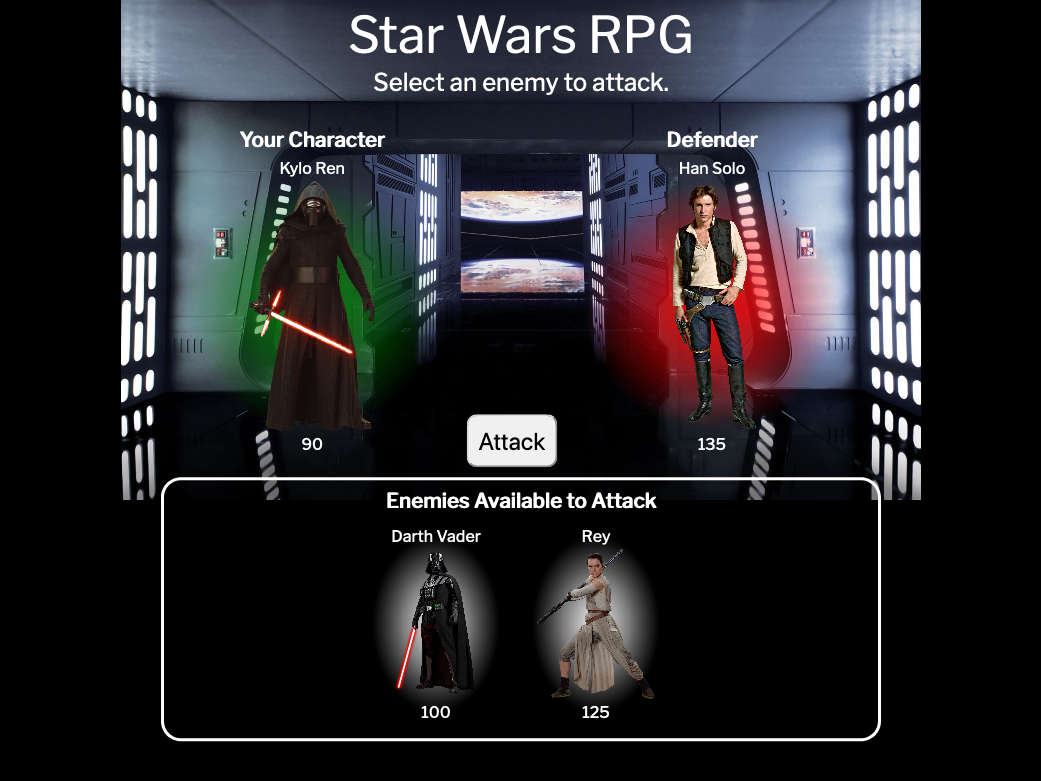 Star Wars RPG
Select an enemy to attack.
Your Character
Defender
Kylo Ren
Han Solo
90
Attack
135
Enemies Available to Attack
Darth Vader
Rey
100
125